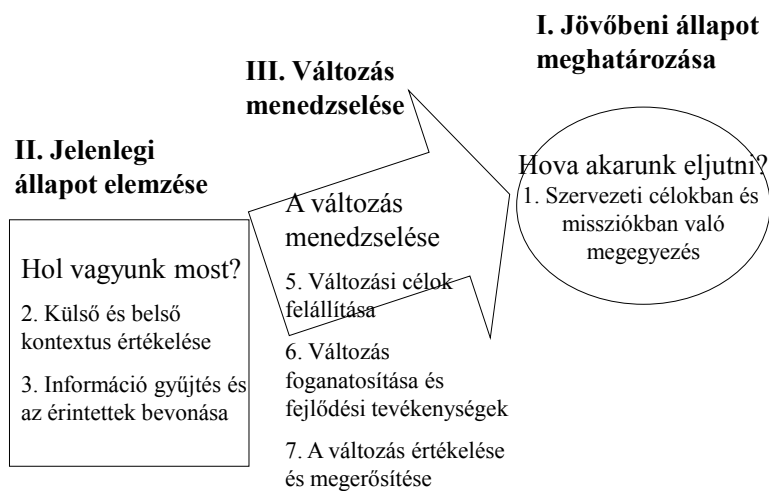 I. Jövőbeni állapot
meghatározása
III. Változás
menedzselése
II. Jelenlegi
állapot elemzése
Hova akarunk eljutni?
1. Szervezeti célokban és
missziókban való
megegyezés
A változás
menedzselése
5. Változási célok
felállítása
6. Változás
foganatosítása és
fejlődési tevékenységek
7. A változás értékelése
és megerősítése
Hol vagyunk most?
2. Külső és belső
kontextus értékelése
3. Információ gyűjtés és
az érintettek bevonása